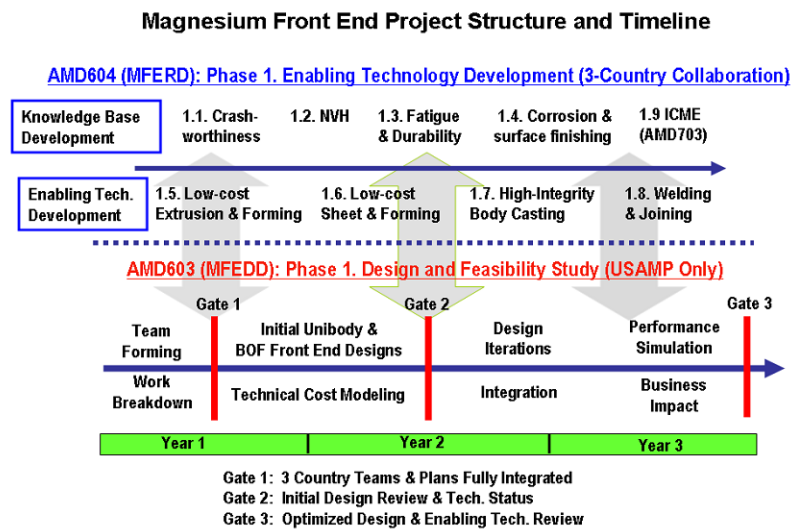 Magnesium Front End Project Structure and Timeline
AMD604 (MFERD): Phase 1. Enabling Technology Development (3-Country Collaboration)
Knowledge Base
Development
1.1. Crash-
worthiness
1.2. NVH
1.3. Fatigue
& Durability
1.4. Corrosion &
surface finishing
1.9 ICME
(AMD703)
Enabling Tech.
Development
1.5. Low-cost
Extrusion & Forming
1.6. Low-cost
Sheet & Forming
1.7. High-Integrity
Body Casting
1.8. Welding
& Joining
AMD603 (MFEDD): Phase 1. Design and Feasibility Study (USAMP Only)
Gate 1
Gate 2
Gate 3
Team
Forming
Initial Unibody &
BOF Front End Designs
Design
Iterations
Performance
Simulation
Work
Breakdown
Technical Cost Modeling
Integration
Business
Impact
Year 1
Year 2
Year 3
Gate 1: 3 Country Teams & Plans Fully Integrated
Gate 2: Initial Design Review & Tech. Status
Gate 3: Optimized Design & Enabling Tech. Review